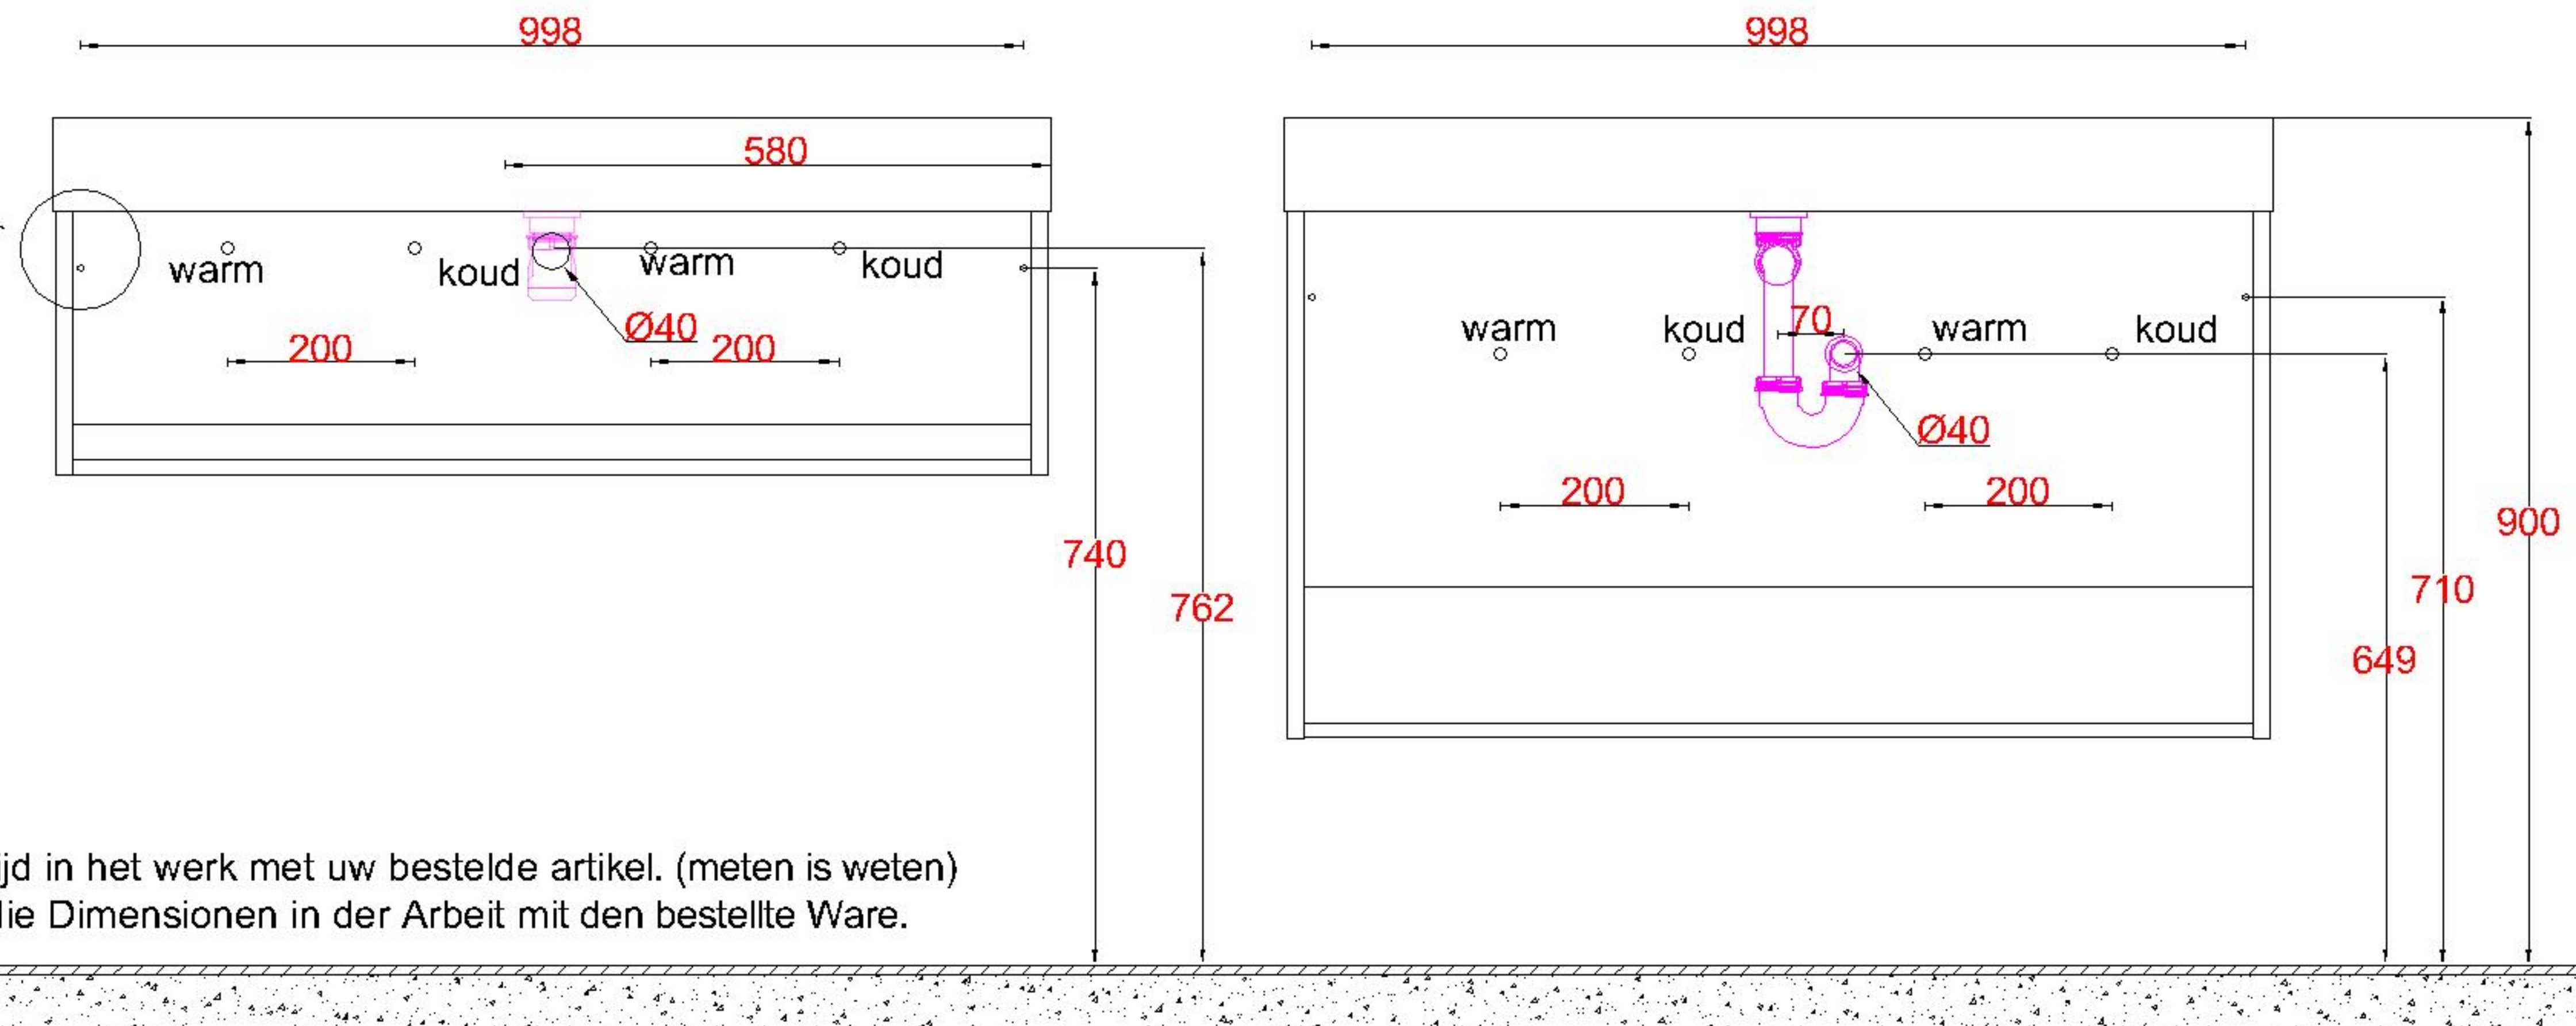 998
998
580
warm
koud
warm
koud
Ø40
200
200
740
762
warm
koud
70
warm
koud
Ø40
200
200
900
710
649
in het werk met uw bestelde artikel. (meten is weten)
Dimensionen in der Arbeit mit den bestellte Ware.